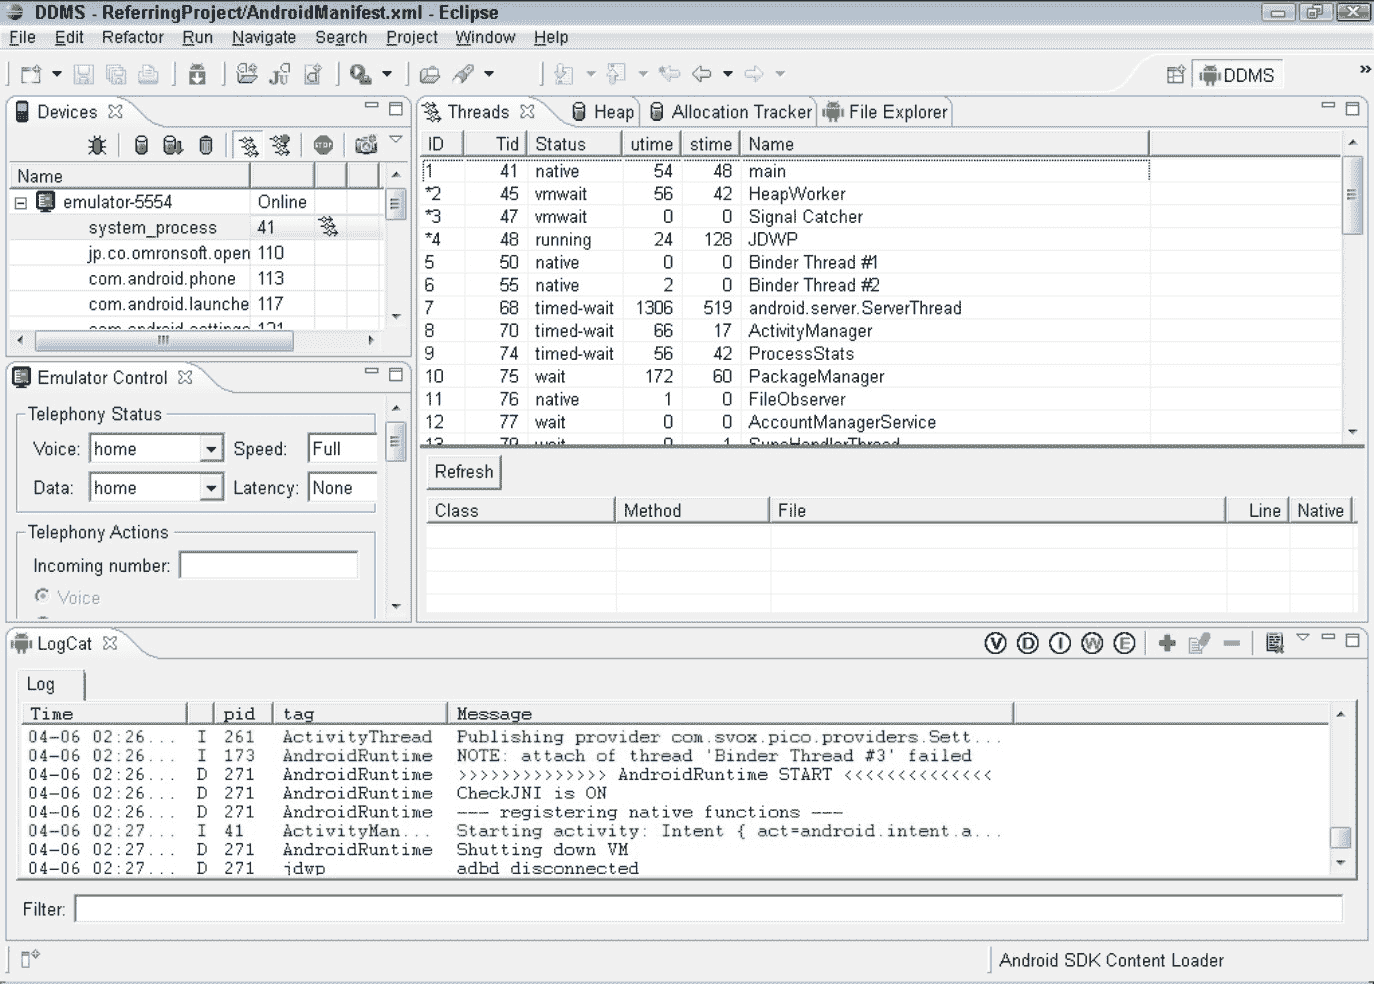 DDMS - ReferringProject/AndroidManifest.xml - Eclipse
File Edit Refactor Run Navigate Search Project Window Help
DDMS
Devices
Name
emulator-5554 Online
system_process 41
jp.co.omronsoft.open 110
com.android.phone 113
com.android.launche 117
com.android.settings 121
Emulator Control
Telephony Status
Voice: home Speed: Full
Data: home Latency: None
Telephony Actions
Incoming number:
Voice
Threads Heap Allocation Tracker File Explorer
ID Tid Status utime stime Name
1 41 native 54 48 main
*2 45 vmwait 56 42 HeapWorker
*3 47 vmwait 0 0 Signal Catcher
*4 48 running 24 128 JDWP
5 50 native 0 0 Binder Thread #1
6 55 native 2 0 Binder Thread #2
7 68 timed-wait 1306 519 android.server.ServerThread
8 70 timed-wait 66 17 ActivityManager
9 74 timed-wait 56 42 ProcessStats
10 75 wait 172 60 PackageManager
11 76 native 1 0 FileObserver
12 77 wait 0 0 AccountManagerService
13 79 wait 0 1 SyncHandlerThread
Refresh
Class Method File Line Native
LogCat V D I W E
Log
Time pid tag Message
04-06 02:26... I 261 ActivityThread Publishing provider com.svox.pico.providers.Sett...
04-06 02:26... I 173 AndroidRuntime NOTE: attach of thread 'Binder Thread #3' failed
04-06 02:26... D 271 AndroidRuntime >>>>>>>>>>>>>> AndroidRuntime START <<<<<<<<<<<<<<
04-06 02:26... D 271 AndroidRuntime CheckJNI is ON
04-06 02:26... D 271 AndroidRuntime --- registering native functions ---
04-06 02:27... I 41 ActivityMan... Starting activity: Intent { act=android.intent.a...
04-06 02:27... D 271 AndroidRuntime Shutting down VM
04-06 02:27... D 271 jdwp adbd disconnected
Filter:
Android SDK Content Loader